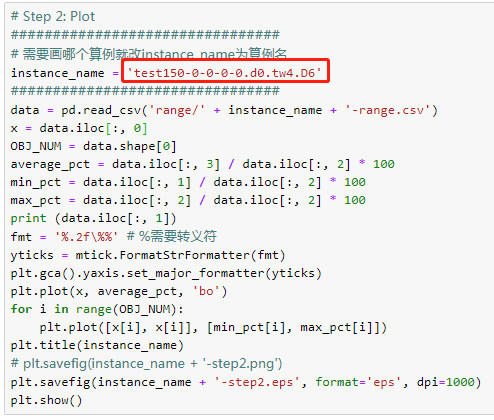 # Step 2: Plot
################################
# 需要画哪个算例就改instance_name为算例名
instance_name = 'test150-0-0-0-0.d0.tw4.D6'
################################
data = pd.read_csv('range/' + instance_name + '-range.csv')
x = data.iloc[:, 0]
OBJ_NUM = data.shape[0]
average_pct = data.iloc[:, 3] / data.iloc[:, 2] * 100
min_pct = data.iloc[:, 1] / data.iloc[:, 2] * 100
max_pct = data.iloc[:, 2] / data.iloc[:, 2] * 100
print (data.iloc[:, 1])
fmt = '%.2f\%%' # %需要转义符
yticks = mtick.FormatStrFormatter(fmt)
plt.gca().yaxis.set_major_formatter(yticks)
plt.plot(x, average_pct, 'bo')
for i in range(OBJ_NUM):
    plt.plot([x[i], x[i]], [min_pct[i], max_pct[i]])
plt.title(instance_name)
# plt.savefig(instance_name + '-step2.png')
plt.savefig(instance_name + '-step2.eps', format='eps', dpi=1000)
plt.show()